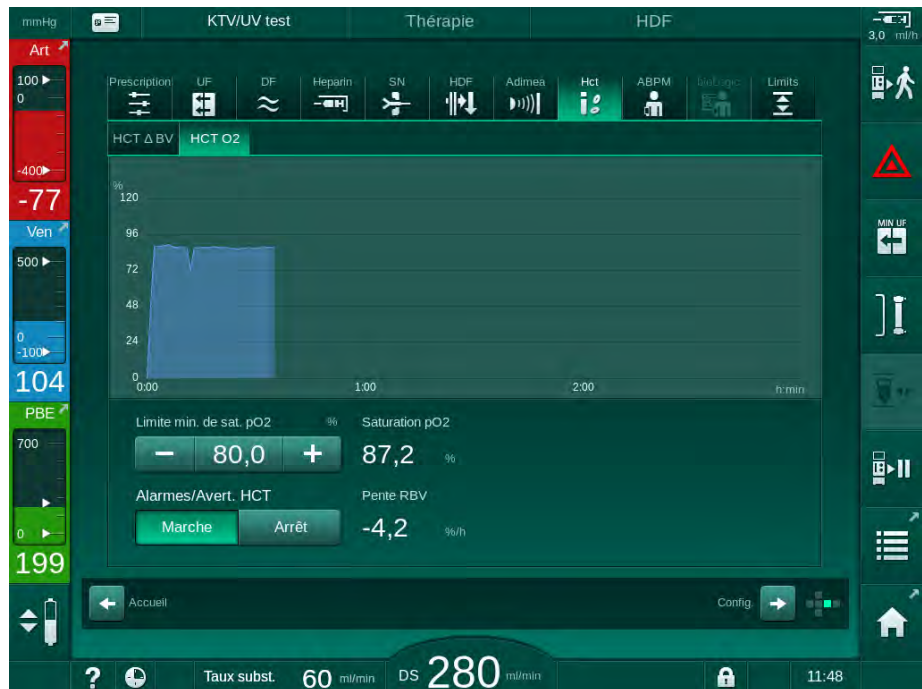 mmHg
KTV/UV test
Thérapie
HDF
3,0 ml/h
Art
100
0
-400
-77
Ven
500
0
-100
104
PBE
700
0
199
Prescription
UF
DF
Heparin
SN
HDF
Adimea
Hct
ABPM
bioLogic
Limits
HCT Δ BV
HCT O2
%
120
96
72
48
24
0
0:00
1:00
2:00
h:min
Limite min. de sat. pO2 %
80,0
Saturation pO2
87,2 %
Alarmes/Avert. HCT
Marche
Arrêt
Pente RBV
-4,2 %/h
MIN UF
Accueil
Config.
?
Taux subst. 60 ml/min
DS 280 ml/min
11:48